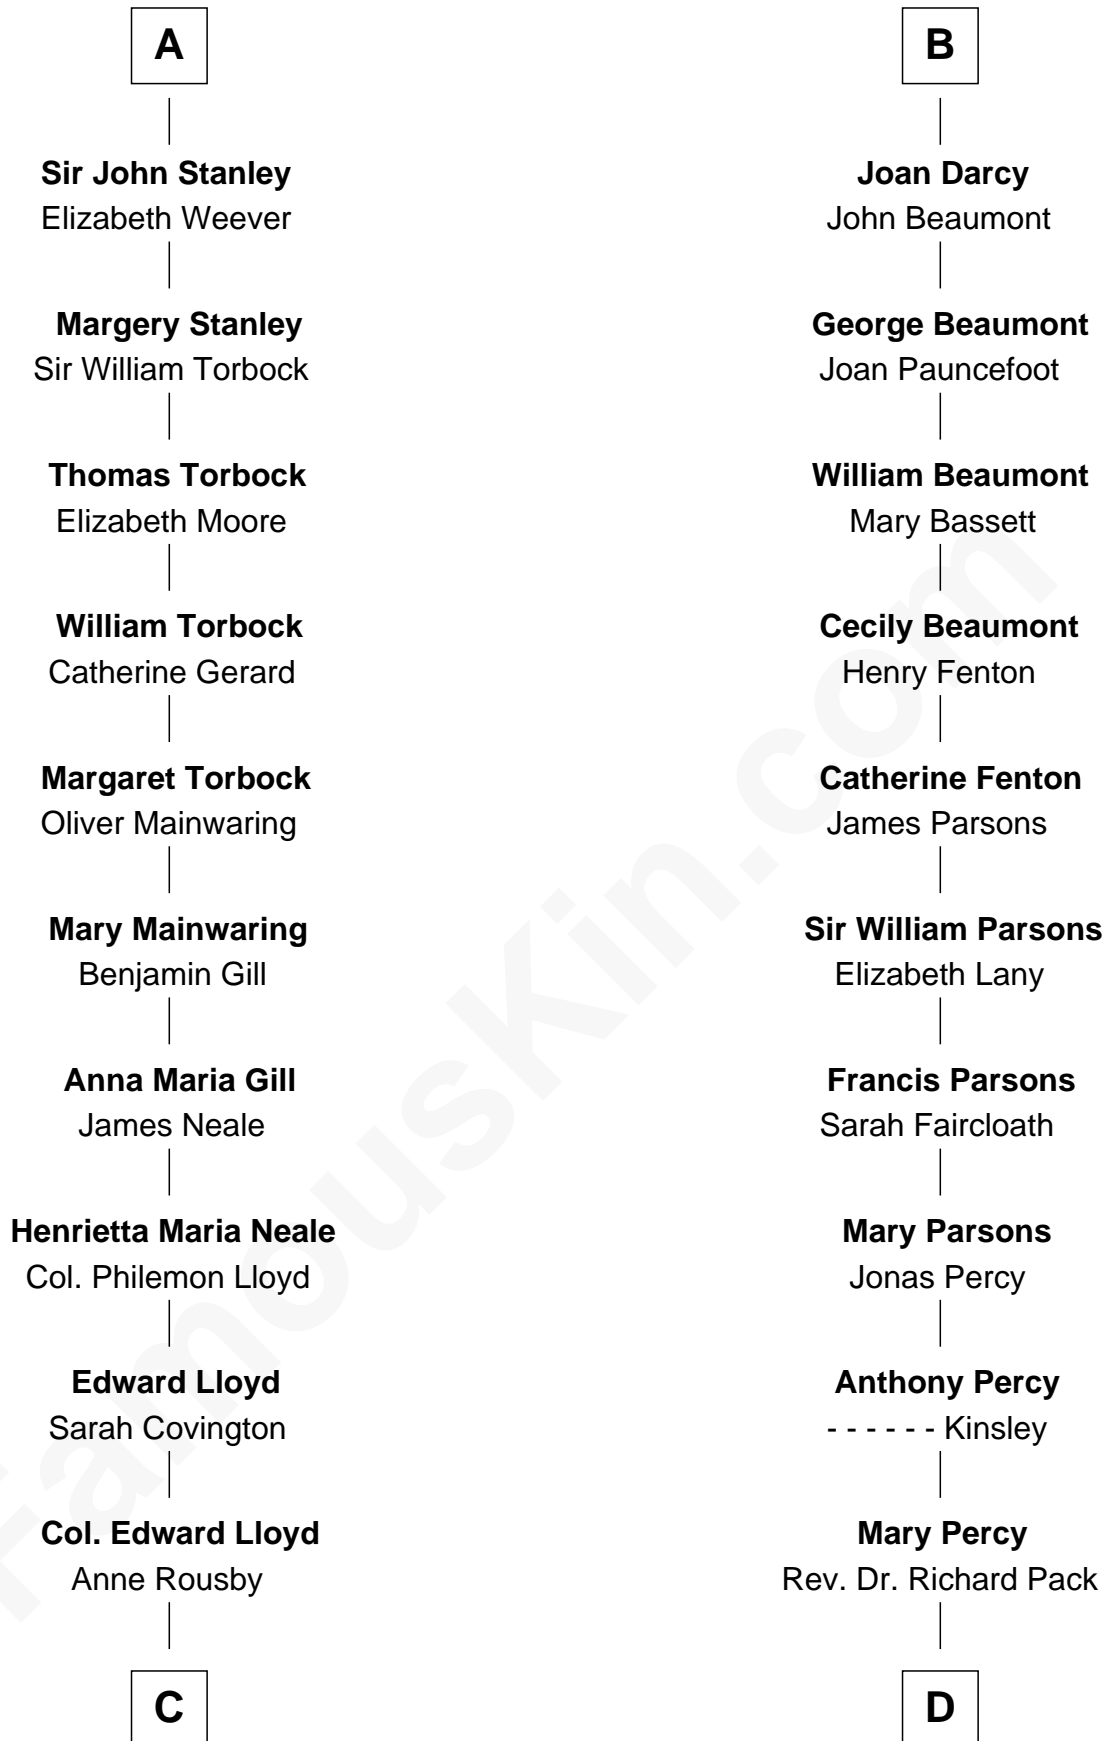 A
Sir John Stanley
Elizabeth Weever
Margery Stanley
Sir William Torbock
Thomas Torbock
Elizabeth Moore
William Torbock
Catherine Gerard
Margaret Torbock
Oliver Mainwaring
Mary Mainwaring
Benjamin Gill
Anna Maria Gill
James Neale
Henrietta Maria Neale
Col. Philemon Lloyd
Edward Lloyd
Sarah Covington
Col. Edward Lloyd
Anne Rousby
C
B
Joan Darcy
John Beaumont
George Beaumont
Joan Pauncefoot
William Beaumont
Mary Bassett
Cecily Beaumont
Henry Fenton
Catherine Fenton
James Parsons
Sir William Parsons
Elizabeth Lany
Francis Parsons
Sarah Faircloath
Mary Parsons
Jonas Percy
Anthony Percy
- - - - - - Kinsley
Mary Percy
Rev. Dr. Richard Pack
D
FamousKin.com